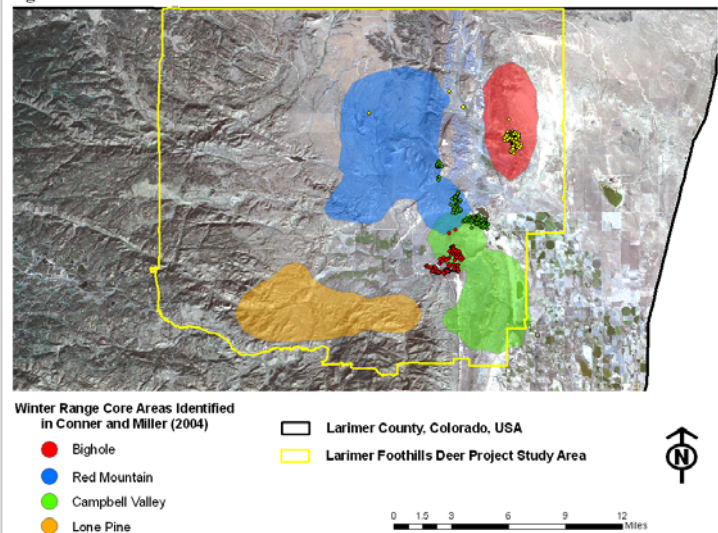 Winter Range Core Areas Identified
in Conner and Miller (2004)
Bighole
Red Mountain
Campbell Valley
Lone Pine
Larimer County, Colorado, USA
Larimer Foothills Deer Project Study Area
N
0 1.5 3 6 9 12
Miles